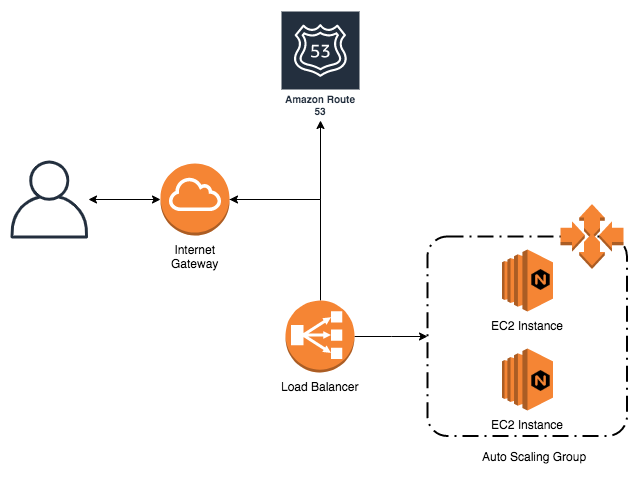 53
Amazon Route
53
Internet
Gateway
Load Balancer
N
EC2 Instance
N
EC2 Instance
Auto Scaling Group